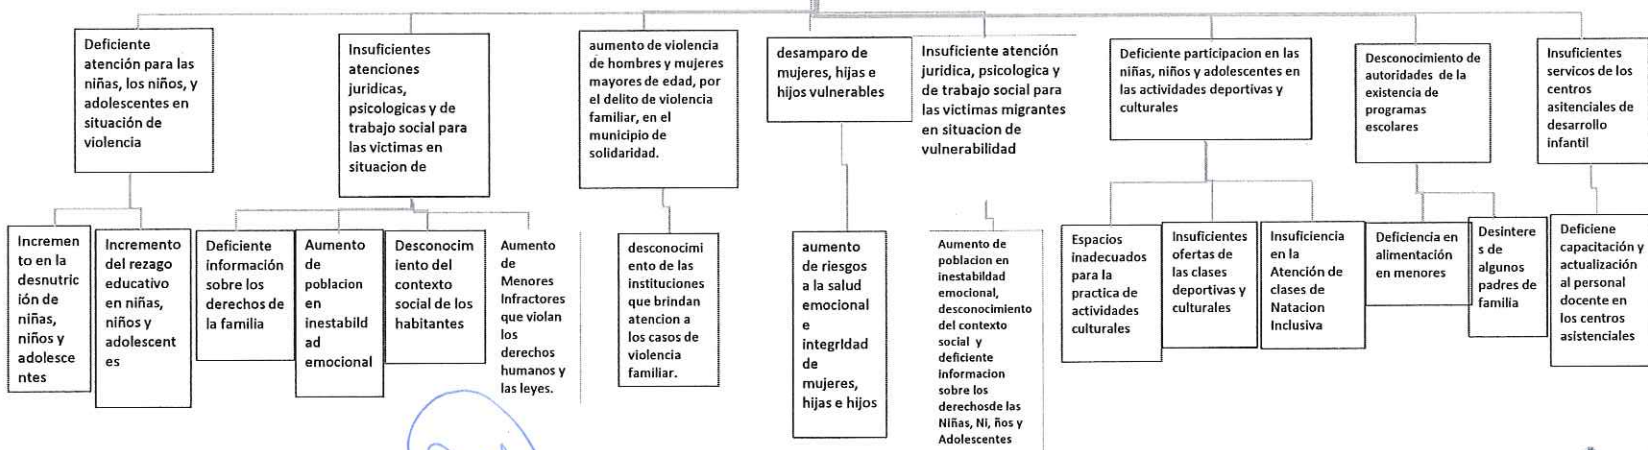 Deficiente
atención para las
niñas, los niños, y
adolescentes en
situación de
violencia
Insuficientes
atenciones
juridicas,
psicologicas y de
trabajo social para
las victimas en
situacion de
aumento de violencia
de hombres y mujeres
mayores de edad, por
el delito de violencia
familiar, en el
municipio de
solidaridad.
desamparo de
mujeres, hijas e
hijos vulnerables
Insuficiente atención
juridica, psicologica y
de trabajo social para
las victimas migrantes
en situacion de
vulnerabilidad
Deficiente participacion en las
niñas, niños y adolescentes en
las actividades deportivas y
culturales
Desconocimiento de
autoridades de la
existencia de
programas
escolares
Insuficientes
servicos de los
centros
asitenciales de
desarrollo
infantil
Incremen
to en la
desnutric
ión de
niñas,
niños y
adolesce
ntes
Incremento
del rezago
educativo
en niñas,
niños y
adolescent
es
Deficiente
información
sobre los
derechos de
la familia
Aumento
de
poblacion
en
inestabild
ad
emocional
Desconocim
iento del
contexto
social de los
habitantes
Aumento
de
Menores
Infractores
que violan
los
derechos
humanos y
las leyes.
desconocimi
ento de las
instituciones
que brindan
atencion a
los casos de
violencia
familiar.
aumento
de riesgos
a la salud
emocional
e
integridad
de
mujeres,
hijas e hijos
Aumento de
poblacion en
inestabildad
emocional,
desconocimiento
del contexto
social y
deficiente
informacion
sobre los
derechosde las
Niñas, Ni, ños y
Adolescentes
Espacios
inadecuados
para la
practica de
actividades
culturales
Insuficientes
ofertas de
las clases
deportivas y
culturales
Insuficiencia
en la
Atención de
clases de
Natacion
Inclusiva
Deficiencia en
alimentación
en menores
Desintere
s de
algunos
padres de
familia
Deficiene
capacitación y
actualización
al personal
docente en
los centros
asistenciales